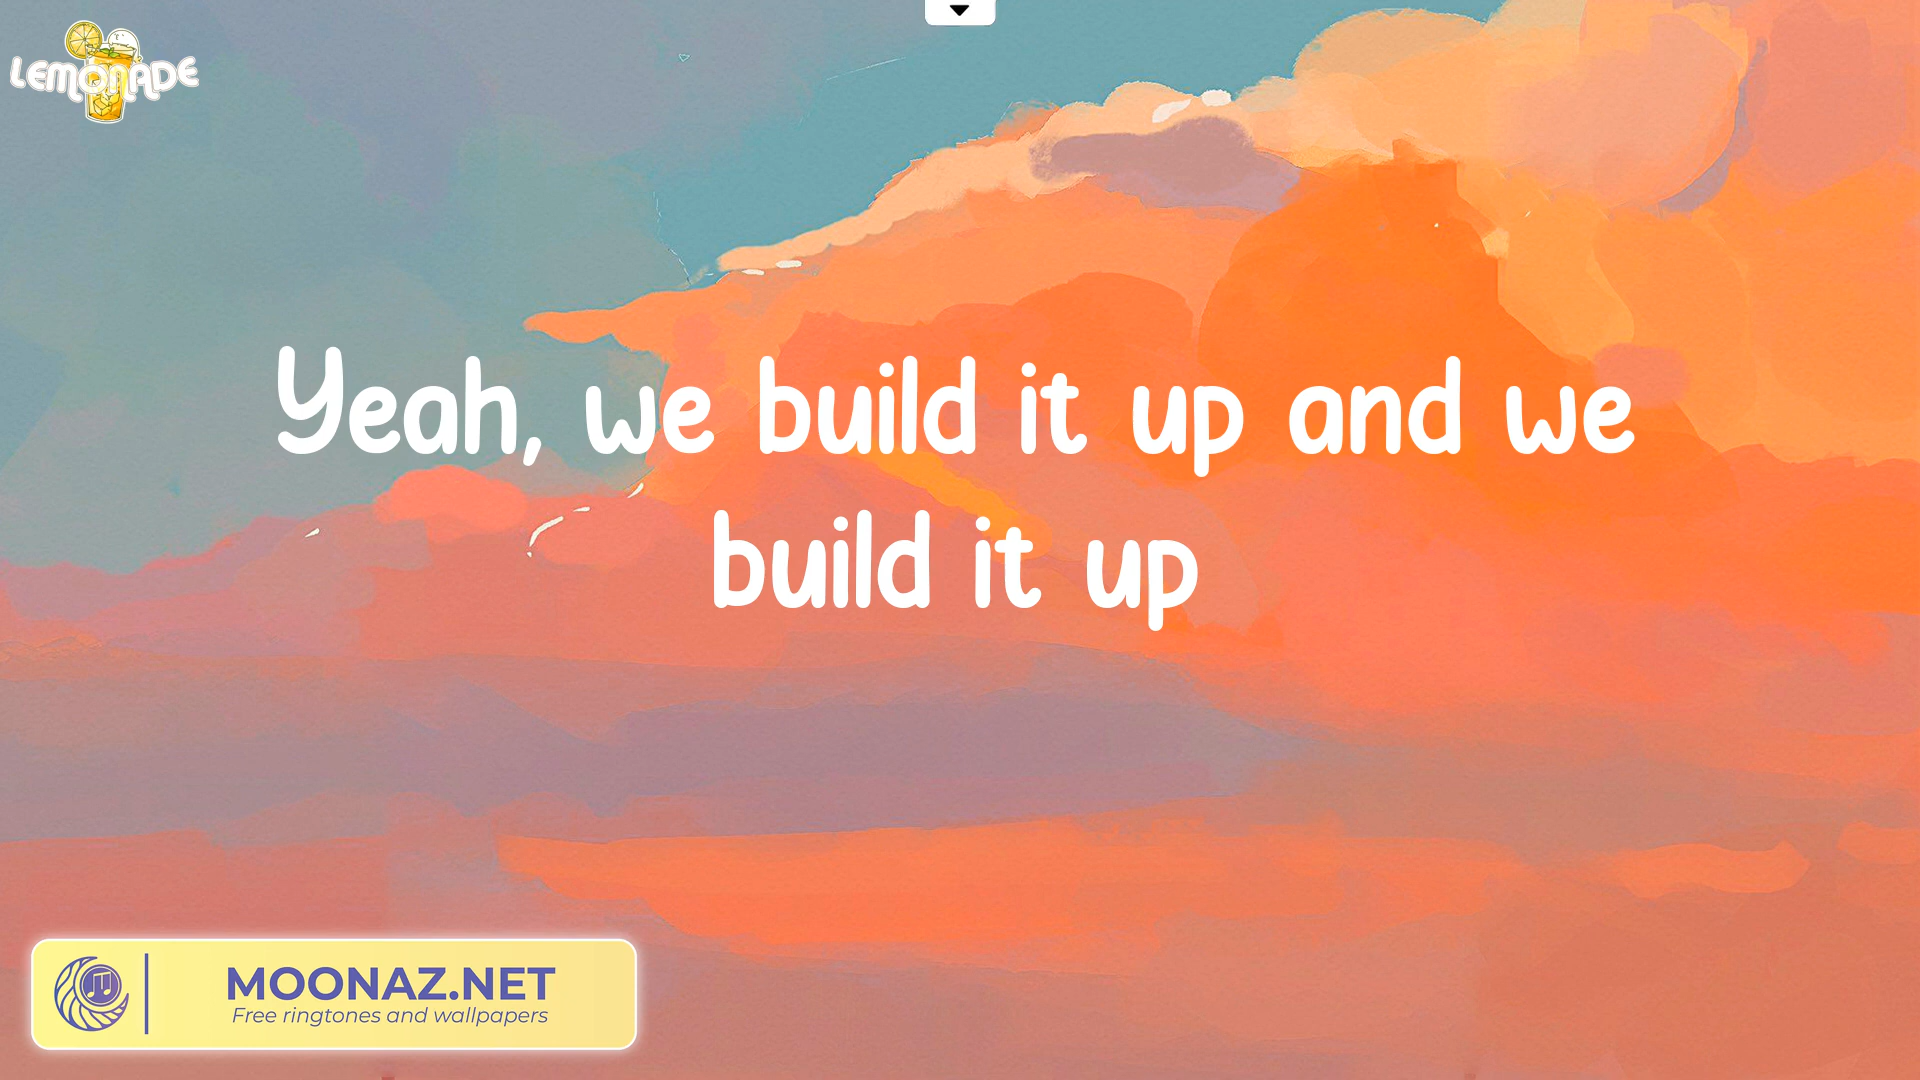 LEMONADE
Yeah, we build it up and we
build it up
MOONAZ.NET
Free ringtones and wallpapers